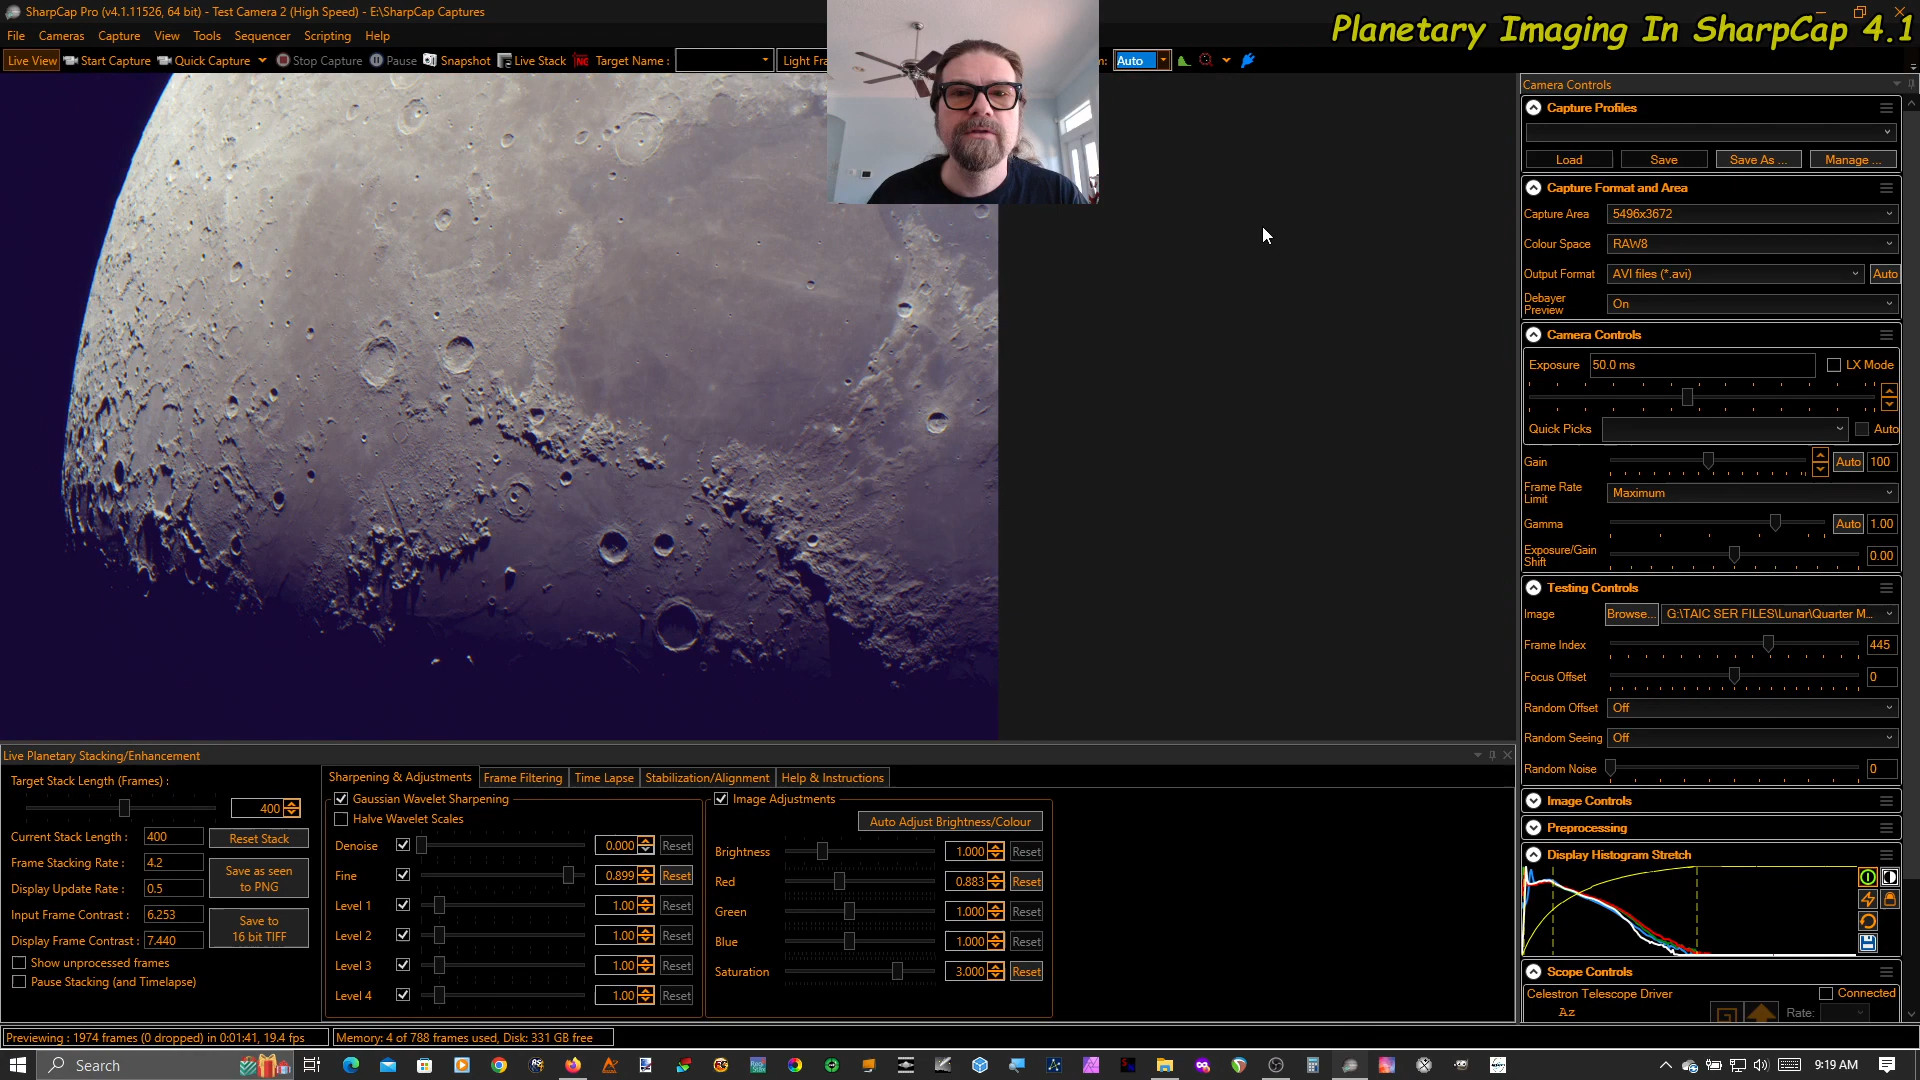 SharpCap Pro (v4.1.11526, 64 bit) - Test Camera 2 (High Speed) - E:\SharpCap Captures
Planetary Imaging In SharpCap 4.1
File Cameras Capture View Tools Sequencer Scripting Help
Live View Start Capture Quick Capture Stop Capture Pause Snapshot Live Stack Target Name : Light Fra Auto
Camera Controls
Capture Profiles
Load Save Save As ... Manage ...
Capture Format and Area
Capture Area 5496x3672
Colour Space RAW8
Output Format AVI files (*.avi) Auto
Debayer Preview On
Camera Controls
Exposure 50.0 ms LX Mode
Quick Picks Auto
Gain Auto 100
Frame Rate Limit Maximum
Gamma Auto 1.00
Exposure/Gain Shift 0.00
Testing Controls
Image Browse... G:\TAIC SER FILES\Lunar\Quarter M...
Frame Index 445
Focus Offset 0
Random Offset Off
Random Seeing Off
Random Noise 0
Image Controls
Preprocessing
Display Histogram Stretch
Scope Controls
Celestron Telescope Driver Connected
Az Rate:
Live Planetary Stacking/Enhancement
Target Stack Length (Frames) :
400
Current Stack Length : 400 Reset Stack
Frame Stacking Rate : 4.2
Display Update Rate : 0.5
Save as seen to PNG
Input Frame Contrast : 6.253
Display Frame Contrast : 7.440
Save to 16 bit TIFF
Show unprocessed frames
Pause Stacking (and Timelapse)
Sharpening & Adjustments Frame Filtering Time Lapse Stabilization/Alignment Help & Instructions
Gaussian Wavelet Sharpening
Halve Wavelet Scales
Denoise 0.000 Reset
Fine 0.899 Reset
Level 1 1.00 Reset
Level 2 1.00 Reset
Level 3 1.00 Reset
Level 4 1.00 Reset
Image Adjustments
Auto Adjust Brightness/Colour
Brightness 1.000 Reset
Red 0.883 Reset
Green 1.000 Reset
Blue 1.000 Reset
Saturation 3.000 Reset
Previewing : 1974 frames (0 dropped) in 0:01:41, 19.4 fps Memory: 4 of 788 frames used, Disk: 331 GB free
Search 9:19 AM